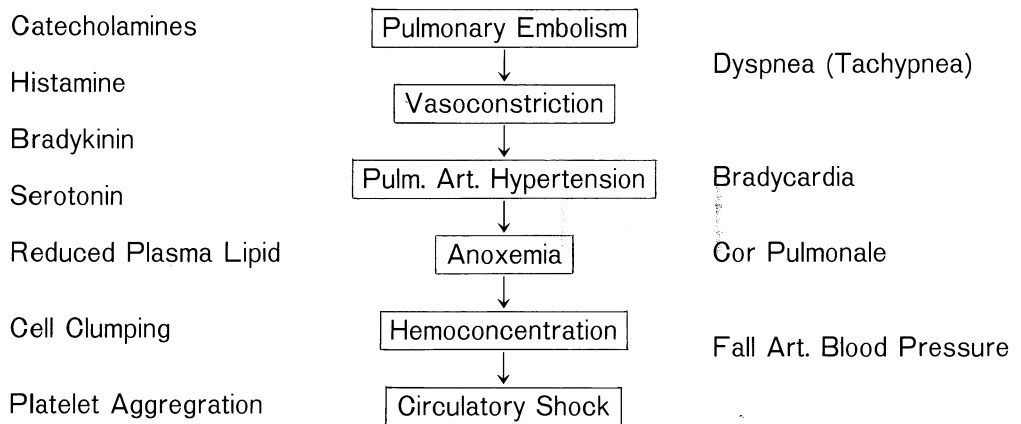 Catecholamines
Histamine
Bradykinin
Serotonin
Reduced Plasma Lipid
Cell Clumping
Platelet Aggregration
Pulmonary Embolism
Vasoconstriction
Pulm. Art. Hypertension
Anoxemia
Hemoconcentration
Circulatory Shock
Dyspnea (Tachypnea)
Bradycardia
Cor Pulmonale
Fall Art. Blood Pressure